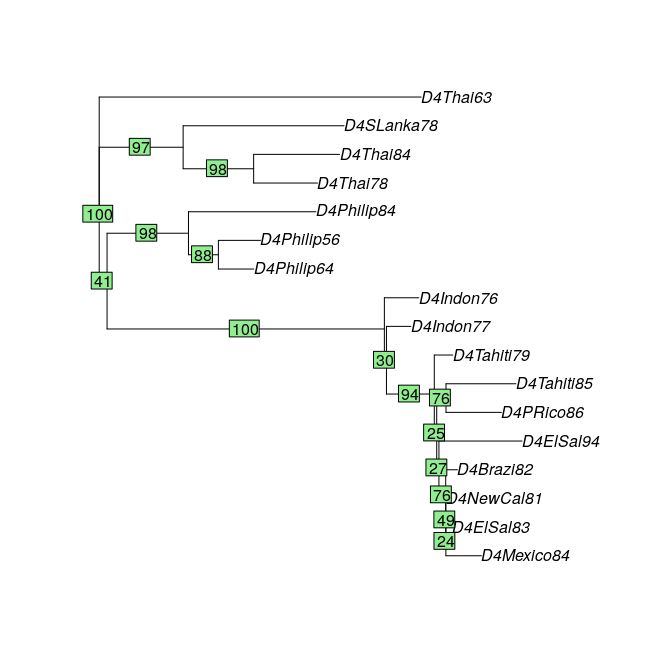 D4Thai63
D4SLanka78
97
D4Thai84
98
D4Thai78
100
D4Philip84
98
D4Philip56
88
D4Philip64
41
D4Indon76
100
D4Indon77
30
D4Tahiti79
D4Tahiti85
94
76
D4PRico86
25
D4ElSal94
27
D4Brazi82
76
D4NewCal81
49
D4ElSal83
24
D4Mexico84